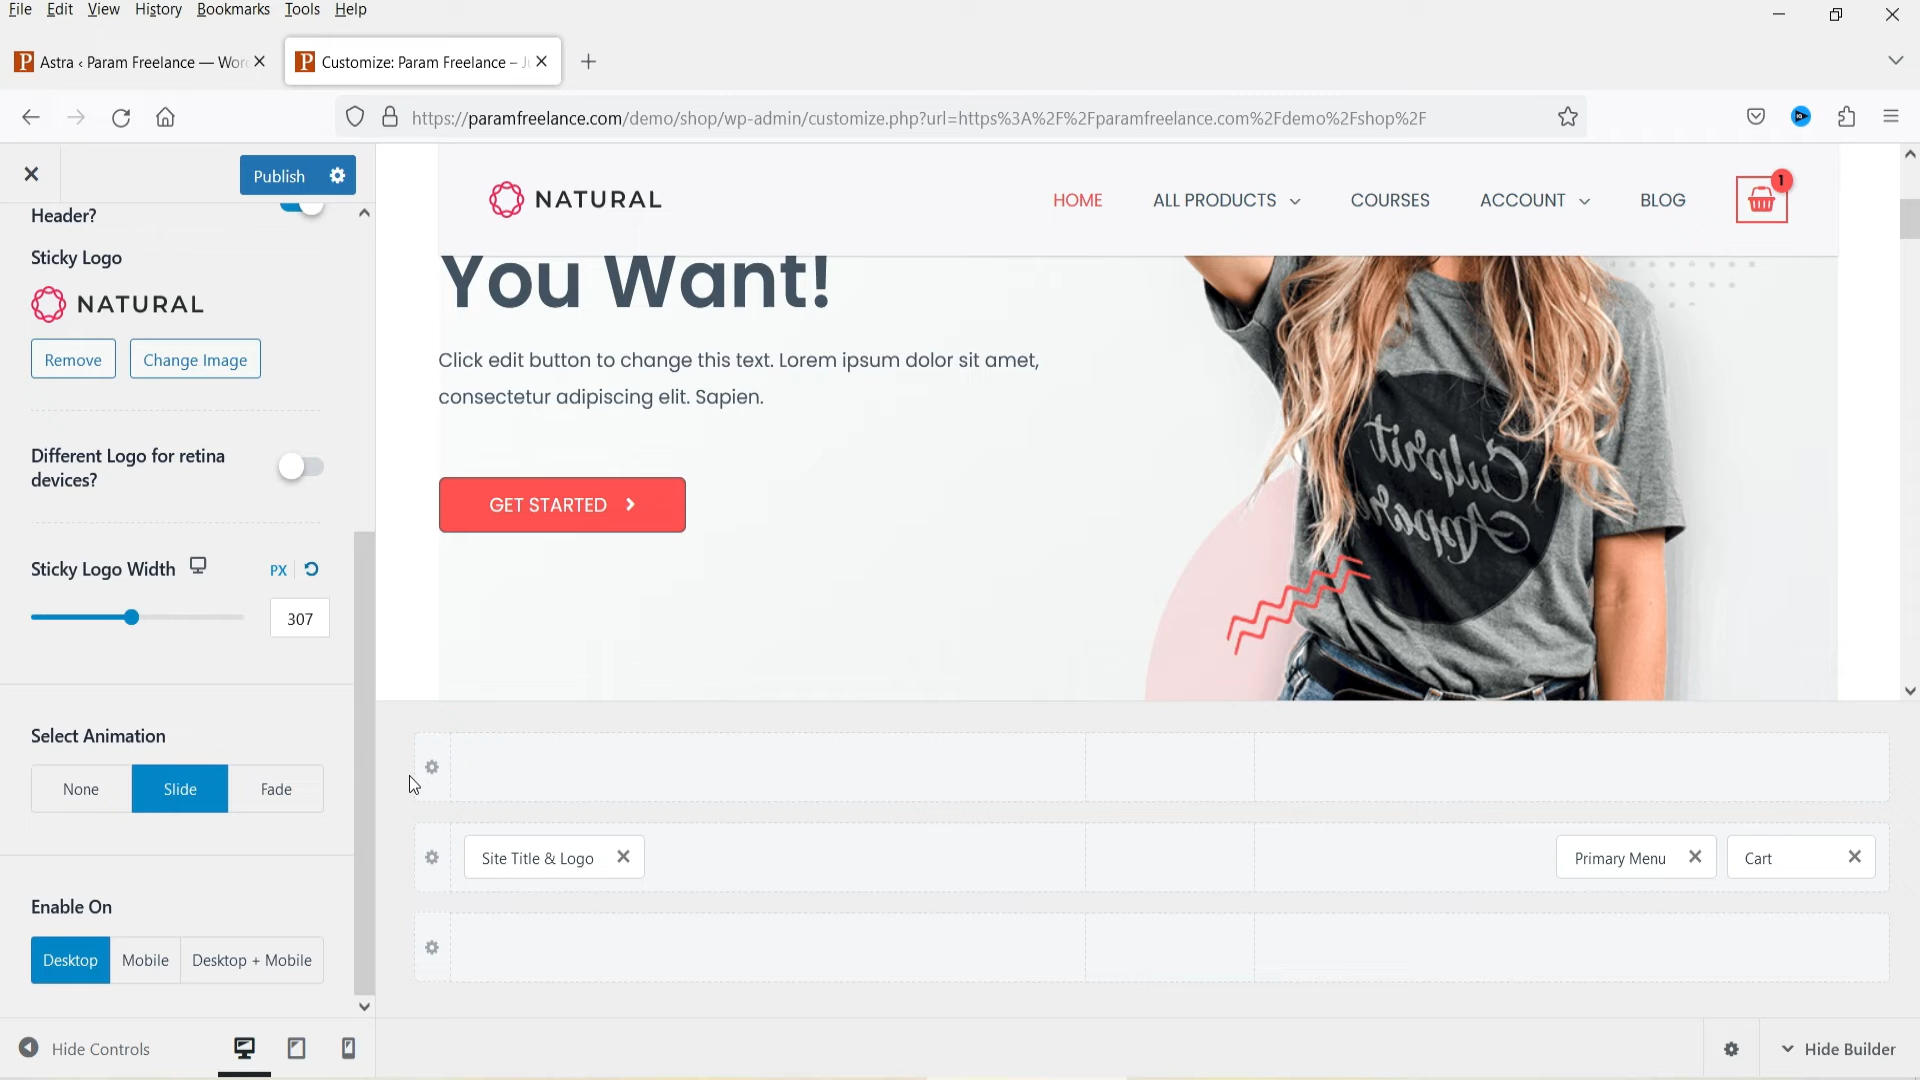 File Edit View History Bookmarks Tools Help
Astra ‹ Param Freelance — Wor
Customize: Param Freelance –
https://paramfreelance.com/demo/shop/wp-admin/customize.php?url=https%3A%2F%2Fparamfreelance.com%2Fdemo%2Fshop%2F
Publish
Header?
Sticky Logo
NATURAL
Remove
Change Image
Different Logo for retina
devices?
Sticky Logo Width
PX
307
Select Animation
None
Slide
Fade
Enable On
Desktop
Mobile
Desktop + Mobile
Hide Controls
NATURAL
HOME
ALL PRODUCTS
COURSES
ACCOUNT
BLOG
1
You Want!
Click edit button to change this text. Lorem ipsum dolor sit amet,
consectetur adipiscing elit. Sapien.
GET STARTED
Culprit
Site Title & Logo
Primary Menu
Cart
Hide Builder